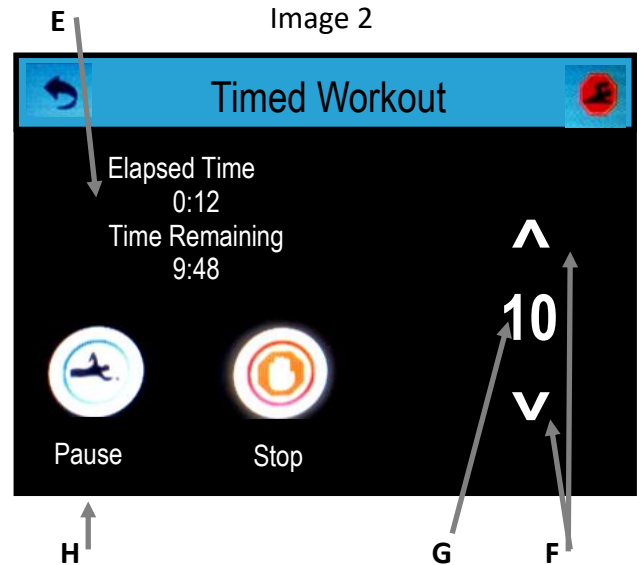 E
Image 2
Timed Workout
Elapsed Time
0:12
Time Remaining
9:48
10
Pause
Stop
H
G
F